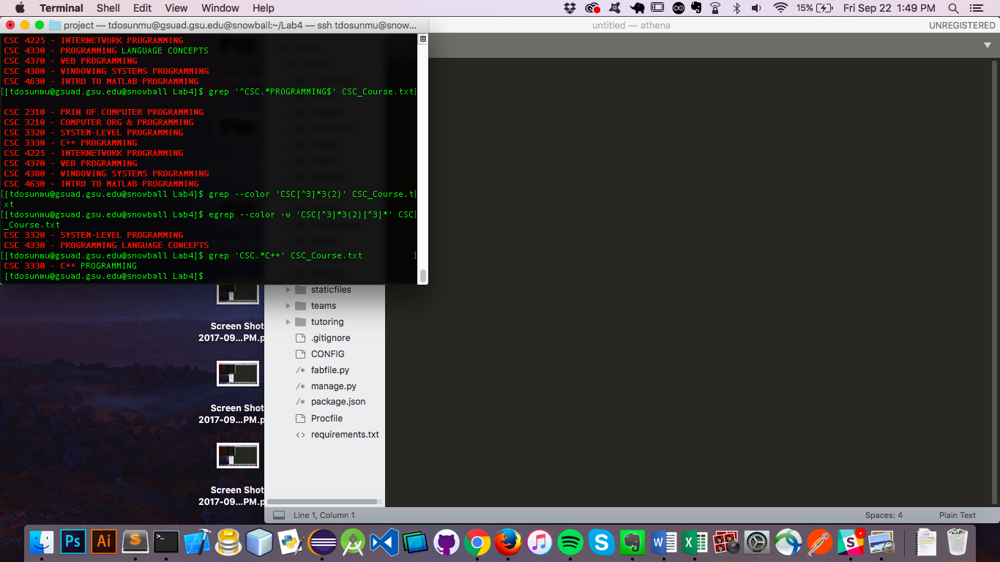 Terminal Shell Edit View Window Help 15% Fri Sep 22 1:49 PM
project — tdosunmu@gsuad.gsu.edu@snowball:~/Lab4 — ssh tdosunmu@snow...
untitled — athena UNREGISTERED
CSC 4225 - INTERNETWORK PROGRAMMING
CSC 4330 - PROGRAMMING LANGUAGE CONCEPTS
CSC 4370 - WEB PROGRAMMING
CSC 4380 - WINDOWING SYSTEMS PROGRAMMING
CSC 4630 - INTRO TO MATLAB PROGRAMMING
[[tdosunmu@gsuad.gsu.edu@snowball Lab4]$ grep '^CSC.*PROGRAMMING$' CSC_Course.txt]
CSC 2310 - PRIN OF COMPUTER PROGRAMMING
CSC 3210 - COMPUTER ORG & PROGRAMMING
CSC 3320 - SYSTEM-LEVEL PROGRAMMING
CSC 3330 - C++ PROGRAMMING
CSC 4225 - INTERNETWORK PROGRAMMING
CSC 4370 - WEB PROGRAMMING
CSC 4380 - WINDOWING SYSTEMS PROGRAMMING
CSC 4630 - INTRO TO MATLAB PROGRAMMING
[[tdosunmu@gsuad.gsu.edu@snowball Lab4]$ grep --color 'CSC[^3]*3{2}' CSC_Course.t]
xt
[[tdosunmu@gsuad.gsu.edu@snowball Lab4]$ egrep --color -w 'CSC[^3]*3{2}[^3]*' CSC]
_Course.txt
CSC 3320 - SYSTEM-LEVEL PROGRAMMING
CSC 4330 - PROGRAMMING LANGUAGE CONCEPTS
[[tdosunmu@gsuad.gsu.edu@snowball Lab4]$ grep 'CSC.*C++' CSC_Course.txt ]
CSC 3330 - C++ PROGRAMMING
[tdosunmu@gsuad.gsu.edu@snowball Lab4]$
staticfiles
teams
tutoring
.gitignore
CONFIG
/* fabfile.py
/* manage.py
/* package.json
Procfile
<> requirements.txt
Screen Shot
2017-09...PM.p
Screen Shot
2017-09...PM.p
Screen Shot
2017-09...PM.p
Line 1, Column 1 Spaces: 4 Plain Text
Ps Ai S >_ S W X S